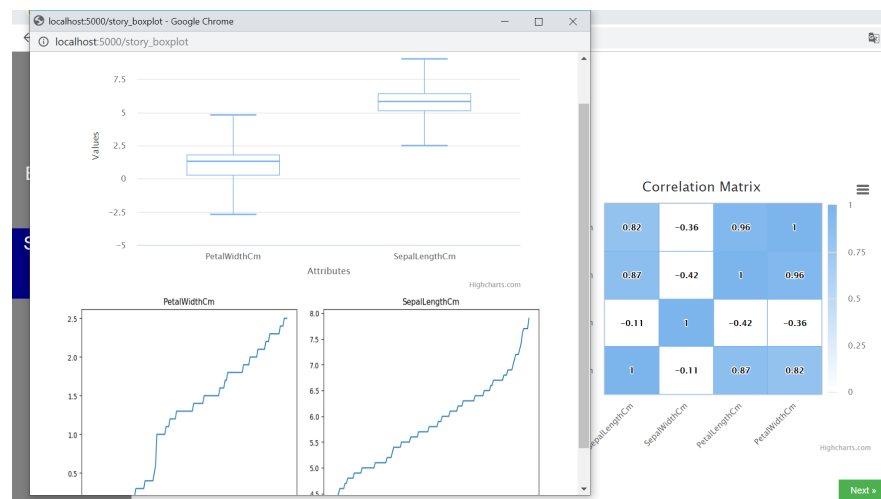 localhost:5000/story_boxplot - Google Chrome
localhost:5000/story_boxplot
7.5
5
2.5
0
−2.5
−5
Values
PetalWidthCm
SepalLengthCm
Attributes
Highcharts.com
PetalWidthCm
2.5
2.0
1.5
1.0
0.5
SepalLengthCm
8.0
7.5
7.0
6.5
6.0
5.5
5.0
4.5
Correlation Matrix
0.82 −0.36 0.96 1
0.87 −0.42 1 0.96
−0.11 1 −0.42 −0.36
1 −0.11 0.87 0.82
SepalWidthCm
PetalLengthCm
PetalWidthCm
1
0.75
0.5
0.25
0
Highcharts.com
Next »